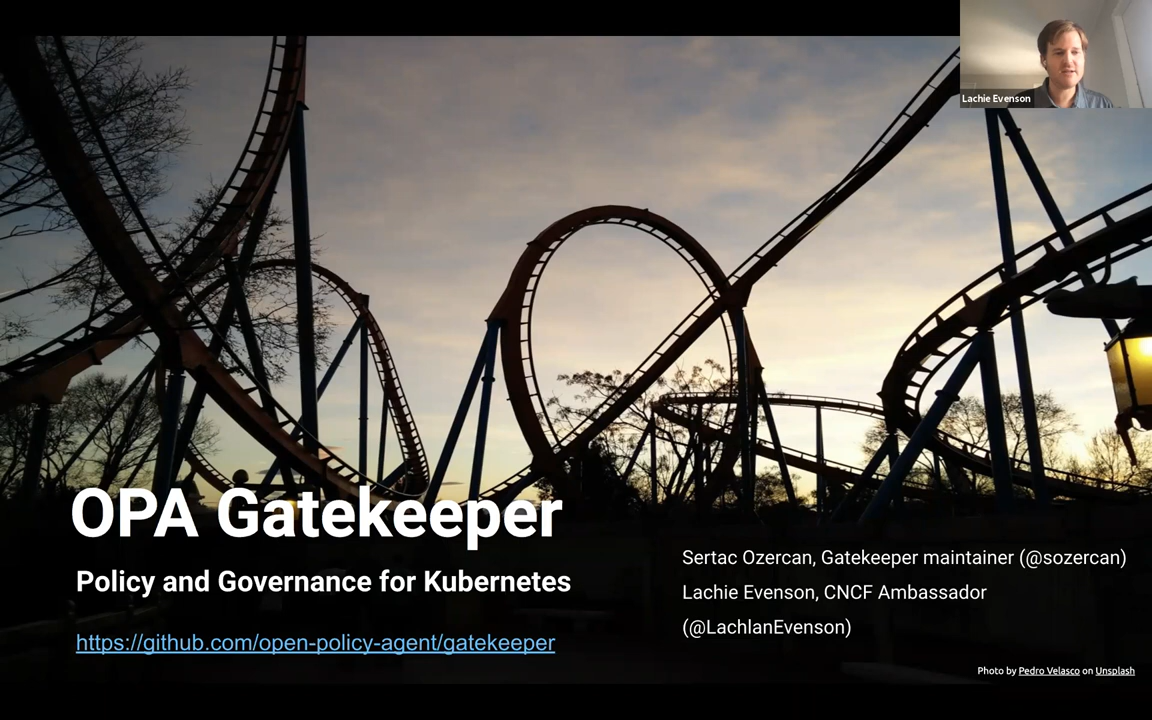 Lachie Evenson
OPA Gatekeeper
Policy and Governance for Kubernetes
https://github.com/open-policy-agent/gatekeeper
Sertac Ozercan, Gatekeeper maintainer (@sozercan)
Lachie Evenson, CNCF Ambassador
(@LachlanEvenson)
Photo by Pedro Velasco on Unsplash